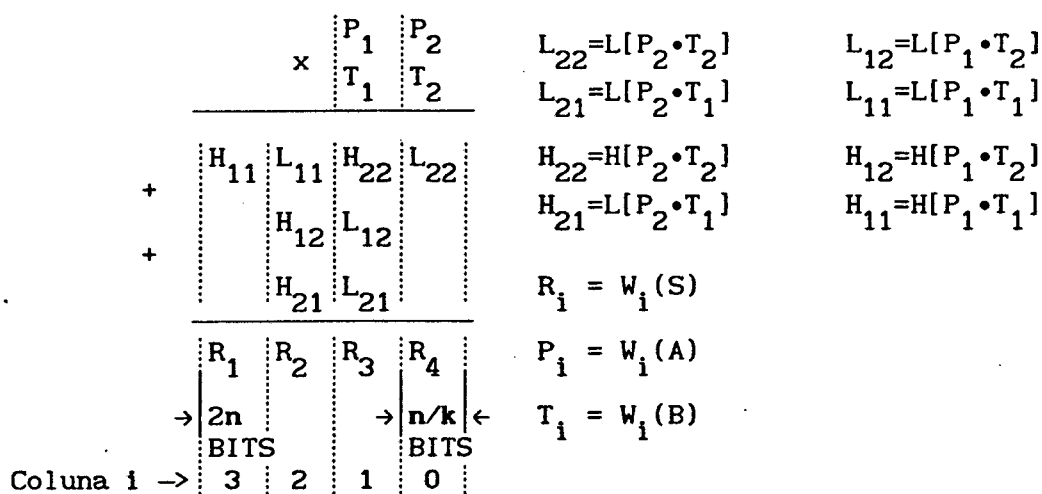 P1 P2 L22=L[P2•T2] L12=L[P1•T2]
x T1 T2 L21=L[P2•T1] L11=L[P1•T1]
H11 L11 H22 L22 H22=H[P2•T2] H12=H[P1•T2]
+ H12 L12 H21=L[P2•T1] H11=H[P1•T1]
+ H21 L21 Ri = Wi(S)
R1 R2 R3 R4 Pi = Wi(A)
→ 2n → n/k ← Ti = Wi(B)
BITS BITS
Coluna i —> 3 2 1 0